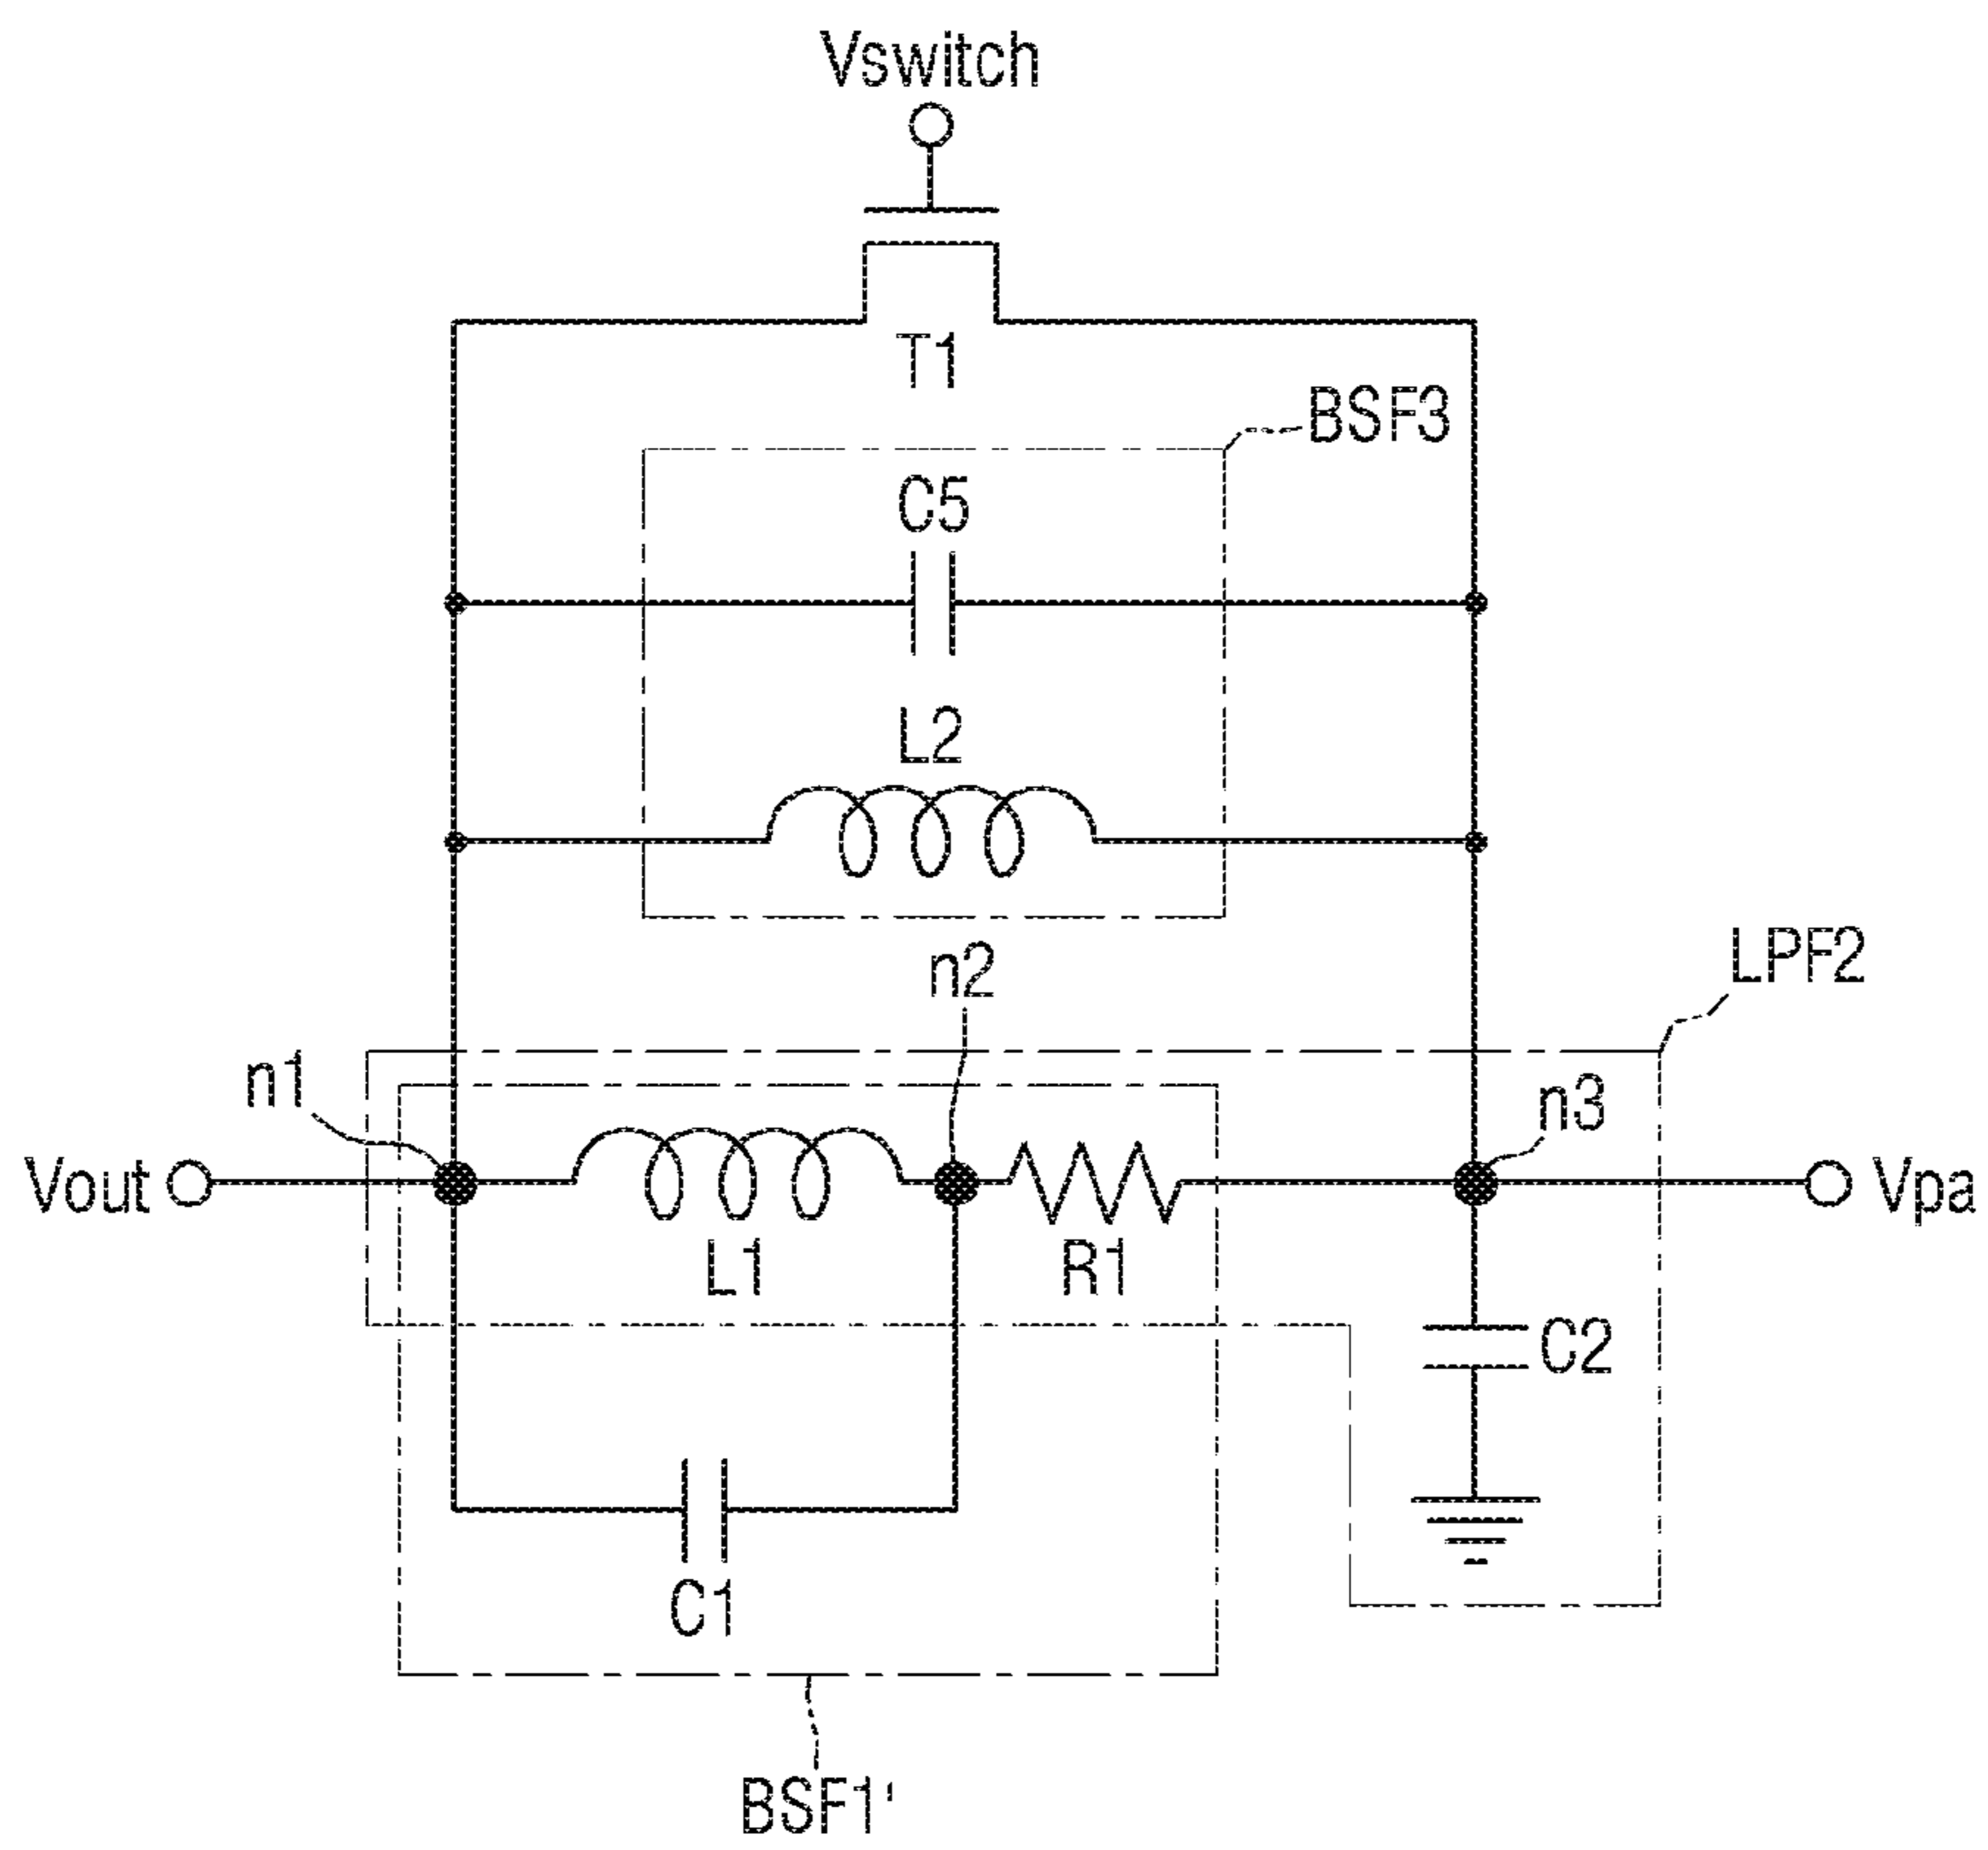 Vswitch
T1
BSF3
C5
L2
n2
LPF2
n1
n3
Vout
Vpa
L1
R1
C2
C1
BSF1'